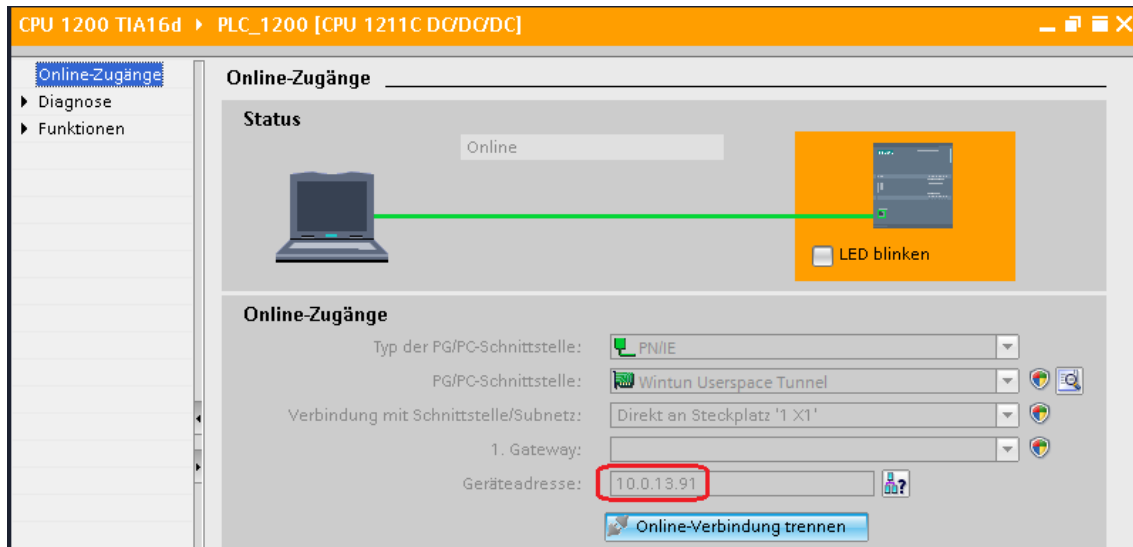 CPU 1200 TIA16d ▸ PLC_1200 [CPU 1211C DC/DC/DC]
Online-Zugänge
Diagnose
Funktionen
Online-Zugänge
Status
Online
LED blinken
Online-Zugänge
Typ der PG/PC-Schnittstelle: PN/IE
PG/PC-Schnittstelle: Wintun Userspace Tunnel
Verbindung mit Schnittstelle/Subnetz: Direkt an Steckplatz '1 X1'
1. Gateway:
Geräteadresse: 10.0.13.91
Online-Verbindung trennen